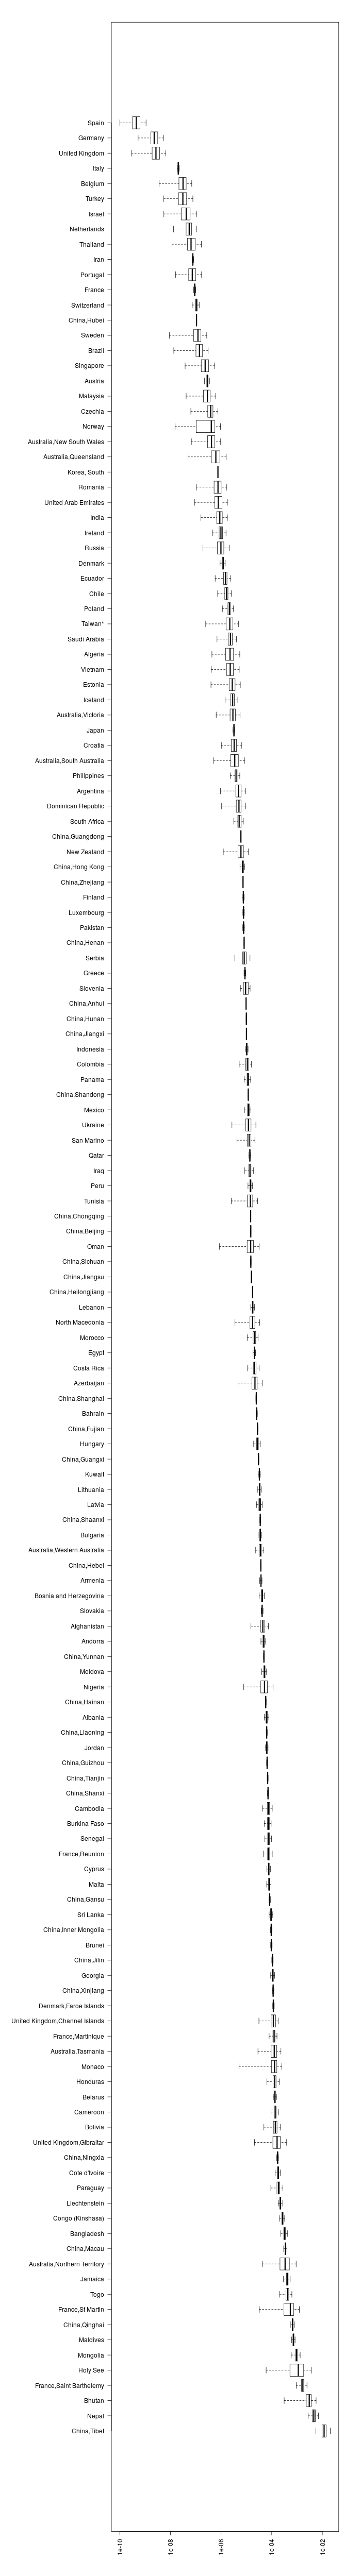 Spain
Germany
United Kingdom
Italy
Belgium
Turkey
Israel
Netherlands
Thailand
Iran
Portugal
France
Switzerland
China,Hubei
Sweden
Brazil
Singapore
Austria
Malaysia
Czechia
Norway
Australia,New South Wales
Australia,Queensland
Korea, South
Romania
United Arab Emirates
India
Ireland
Russia
Denmark
Ecuador
Chile
Poland
Taiwan*
Saudi Arabia
Algeria
Vietnam
Estonia
Iceland
Australia,Victoria
Japan
Croatia
Australia,South Australia
Philippines
Argentina
Dominican Republic
South Africa
China,Guangdong
New Zealand
China,Hong Kong
China,Zhejiang
Finland
Luxembourg
Pakistan
China,Henan
Serbia
Greece
Slovenia
China,Anhui
China,Hunan
China,Jiangxi
Indonesia
Colombia
Panama
China,Shandong
Mexico
Ukraine
San Marino
Qatar
Iraq
Peru
Tunisia
China,Chongqing
China,Beijing
Oman
China,Sichuan
China,Jiangsu
China,Heilongjiang
Lebanon
North Macedonia
Morocco
Egypt
Costa Rica
Azerbaijan
China,Shanghai
Bahrain
China,Fujian
Hungary
China,Guangxi
Kuwait
Lithuania
Latvia
China,Shaanxi
Bulgaria
Australia,Western Australia
China,Hebei
Armenia
Bosnia and Herzegovina
Slovakia
Afghanistan
Andorra
China,Yunnan
Moldova
Nigeria
China,Hainan
Albania
China,Liaoning
Jordan
China,Guizhou
China,Tianjin
China,Shanxi
Cambodia
Burkina Faso
Senegal
France,Reunion
Cyprus
Malta
China,Gansu
Sri Lanka
China,Inner Mongolia
Brunei
China,Jilin
Georgia
China,Xinjiang
Denmark,Faroe Islands
United Kingdom,Channel Islands
France,Martinique
Australia,Tasmania
Monaco
Honduras
Belarus
Cameroon
Bolivia
United Kingdom,Gibraltar
China,Ningxia
Cote d'Ivoire
Paraguay
Liechtenstein
Congo (Kinshasa)
Bangladesh
China,Macau
Australia,Northern Territory
Jamaica
Togo
France,St Martin
China,Qinghai
Maldives
Mongolia
Holy See
France,Saint Barthelemy
Bhutan
Nepal
China,Tibet
1e-10
1e-08
1e-06
1e-04
1e-02